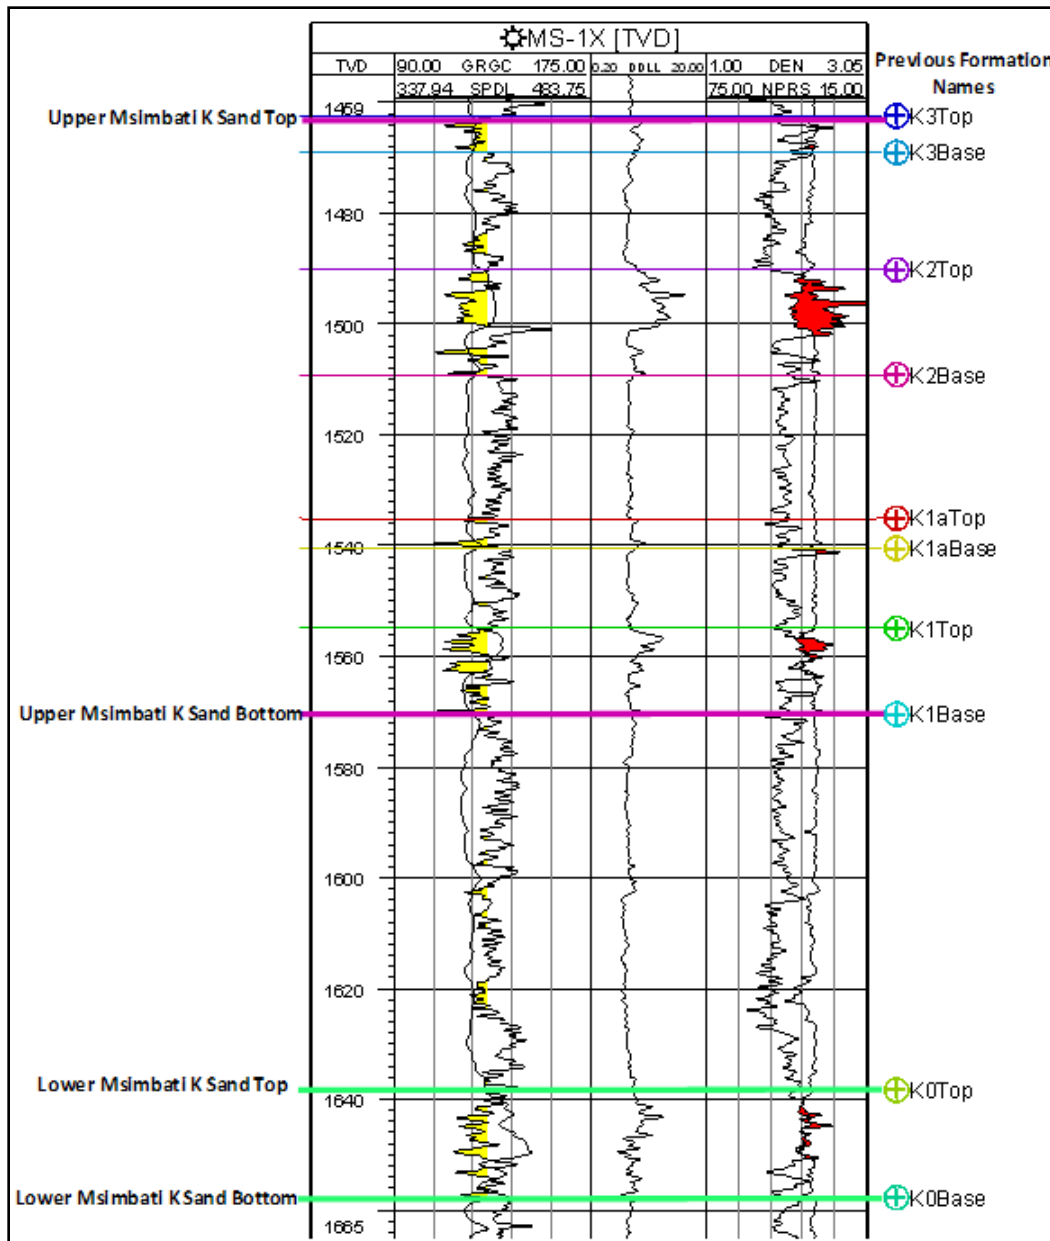 MS-1X [TVD]
TVD 90.00 GRGC 175.00 0.20 DDLL 20.00 1.00 DEN 3.05
337.94 SPDL 483.75 75.00 NPRS 15.00
Previous Formation
Names
1459
Upper Msimbati K Sand Top
K3Top
K3Base
1480
K2Top
1500
K2Base
1520
K1aTop
1540
K1aBase
K1Top
1560
Upper Msimbati K Sand Bottom
K1Base
1580
1600
1620
Lower Msimbati K Sand Top
K0Top
1640
Lower Msimbati K Sand Bottom
K0Base
1665